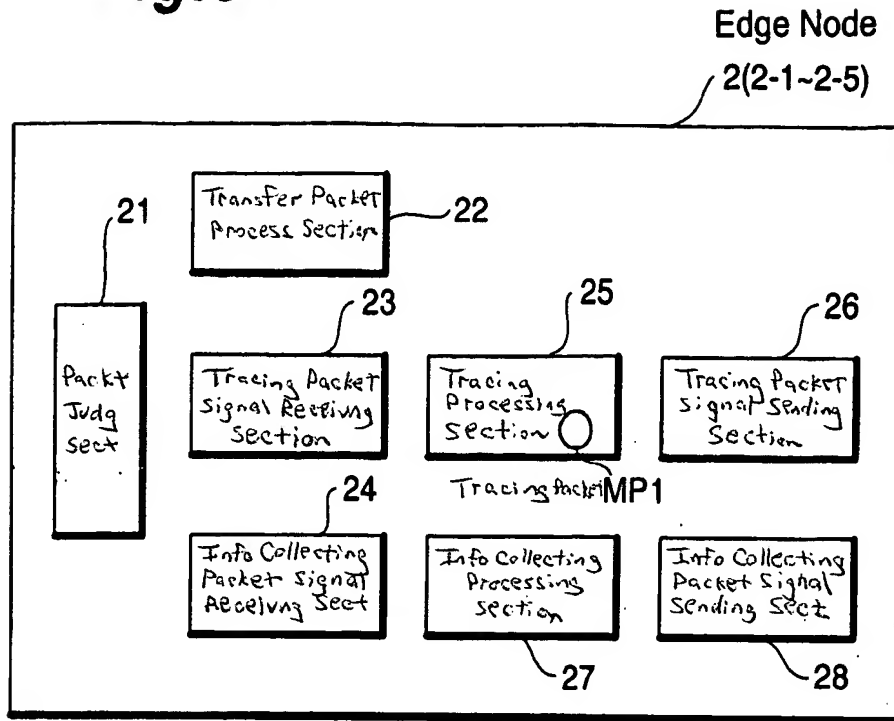 Edge Node
2(2-1~2-5)
21
Transfer Packet
Process Section
22
23
25
26
Packt
Judg
Sect
Tracing Packet
Signal Receivng
Section
Tracing
Processing
Section
Tracing Packet
Signal Sending
Section
Tracing Packet MP1
24
Info Collecting
Packet Signal
Receivng Sect
Info Collecting
Processing
Section
Info Collecting
Packet Signal
Sending Sect
27
28